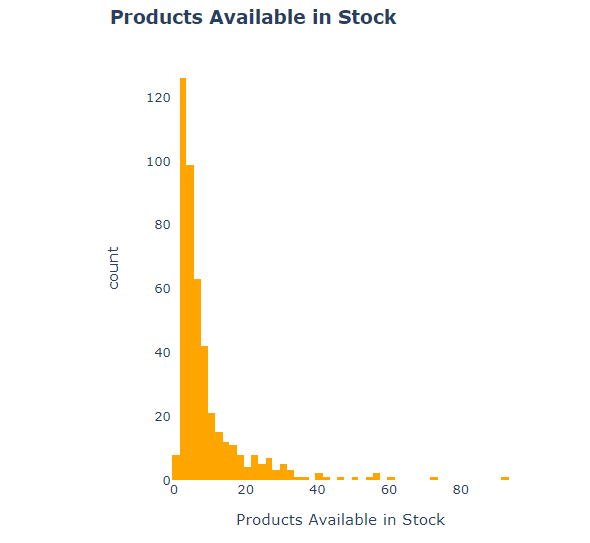 Products Available in Stock
120
100
80
60
40
20
0
0 20 40 60 80
count
Products Available in Stock